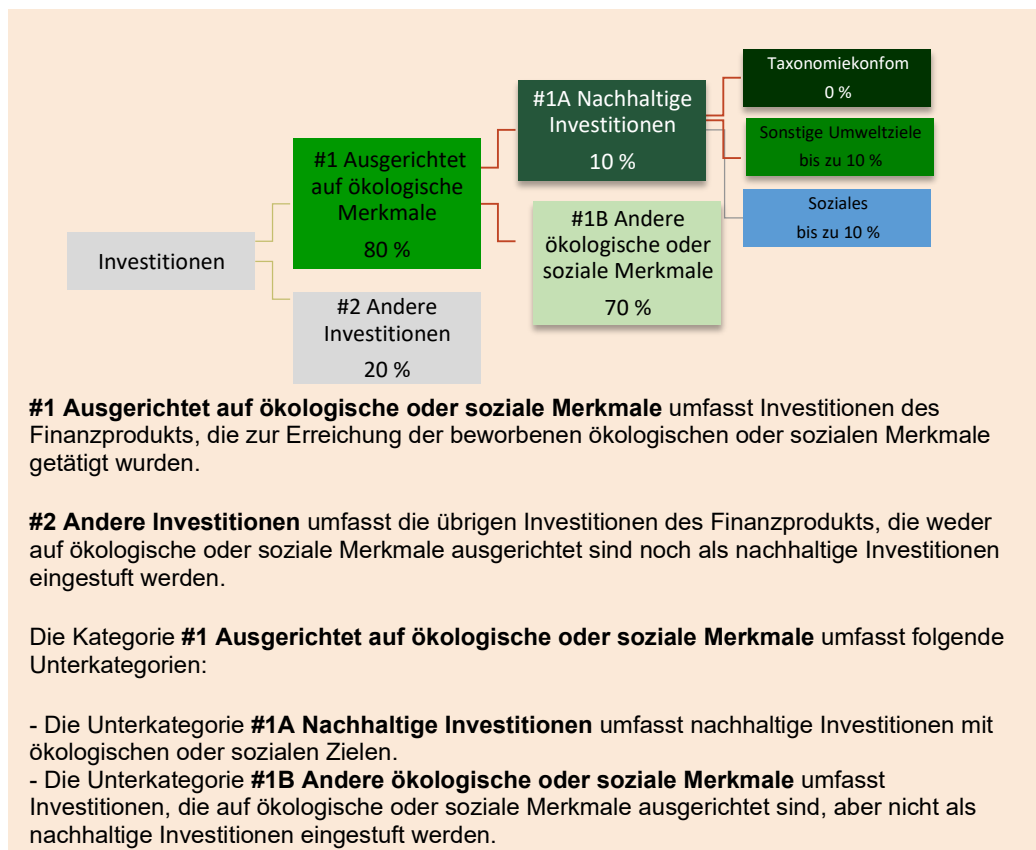 Investitionen
#1 Ausgerichtet
auf ökologische
Merkmale
80 %
#2 Andere
Investitionen
20 %
#1A Nachhaltige
Investitionen
10 %
#1B Andere
ökologische oder
soziale Merkmale
70 %
Taxonomiekonfom
0 %
Sonstige Umweltziele
bis zu 10 %
Soziales
bis zu 10 %
#1 Ausgerichtet auf ökologische oder soziale Merkmale umfasst Investitionen des
Finanzprodukts, die zur Erreichung der beworbenen ökologischen oder sozialen Merkmale
getätigt wurden.
#2 Andere Investitionen umfasst die übrigen Investitionen des Finanzprodukts, die weder
auf ökologische oder soziale Merkmale ausgerichtet sind noch als nachhaltige Investitionen
eingestuft werden.
Die Kategorie #1 Ausgerichtet auf ökologische oder soziale Merkmale umfasst folgende
Unterkategorien:
- Die Unterkategorie #1A Nachhaltige Investitionen umfasst nachhaltige Investitionen mit
ökologischen oder sozialen Zielen.
- Die Unterkategorie #1B Andere ökologische oder soziale Merkmale umfasst
Investitionen, die auf ökologische oder soziale Merkmale ausgerichtet sind, aber nicht als
nachhaltige Investitionen eingestuft werden.